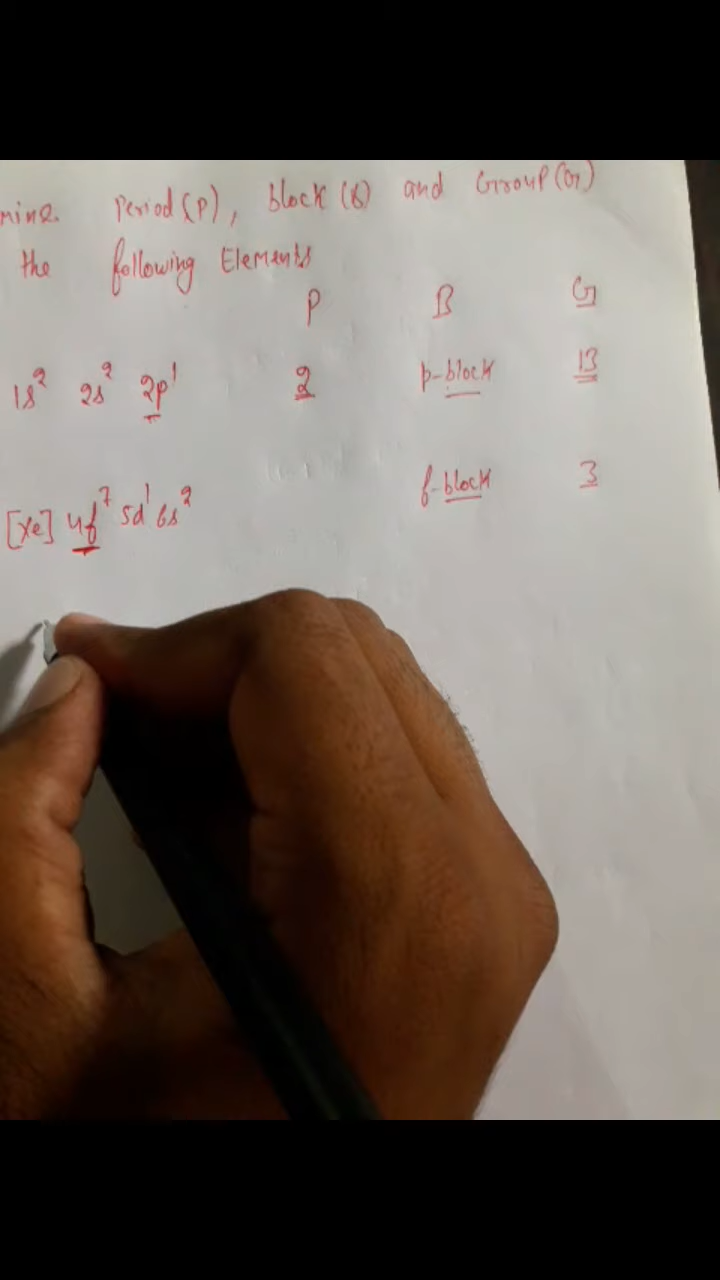 mine. Period(P), block (B) and Group(G)
the following Elements
P B G
1s² 2s² 2p¹ 2 p-block 13
[Xe] 4f⁷ 5d¹ 6s² f-block 3